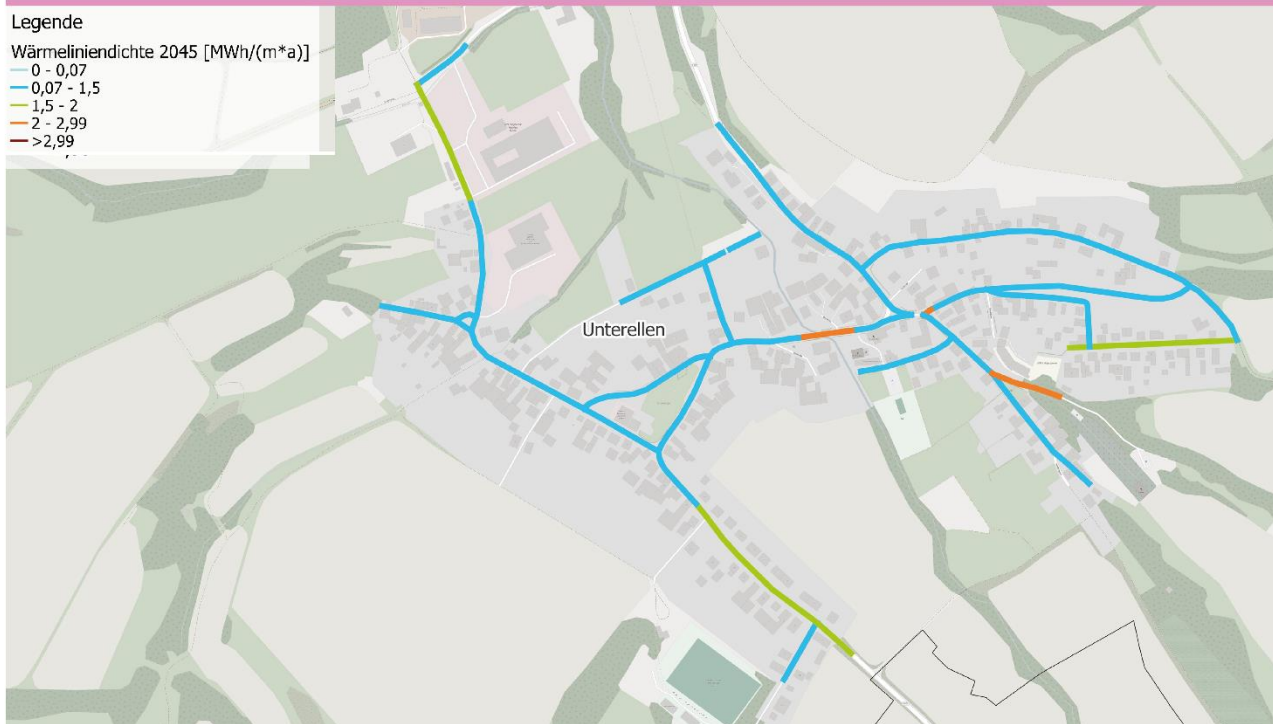 Legende
Wärmeliniendichte 2045 [MWh/(m*a)]
0 - 0,07
0,07 - 1,5
1,5 - 2
2 - 2,99
>2,99
Unterellen